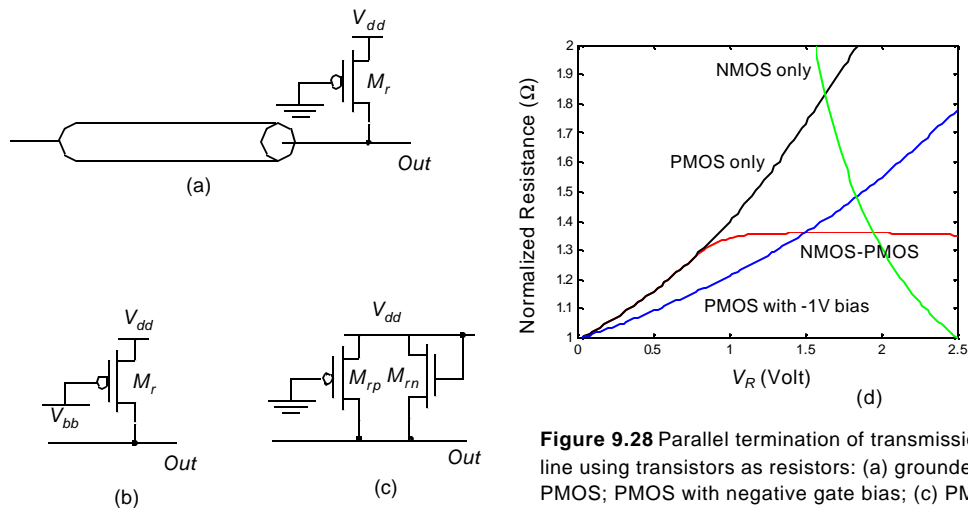 V_dd
M_r
Out
(a)
V_dd
M_r
V_bb
Out
(b)
V_dd
M_rp M_rn
Out
(c)
Normalized Resistance (Ω)
2
1.9
1.8
1.7
1.6
1.5
1.4
1.3
1.2
1.1
1
NMOS only
PMOS only
NMOS-PMOS
PMOS with -1V bias
0 0.5 1 1.5 2 2.5
V_R (Volt)
(d)
Figure 9.28 Parallel termination of transmissio
line using transistors as resistors: (a) grounde
PMOS; PMOS with negative gate bias; (c) PM